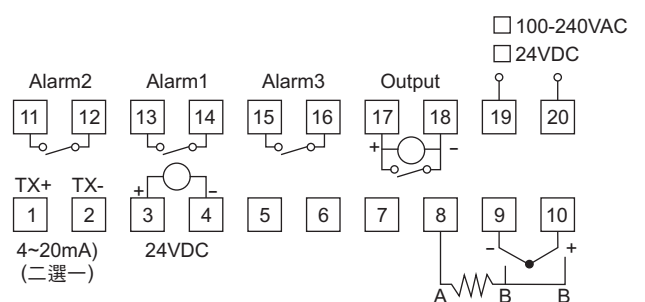 □ 100-240VAC
□ 24VDC
Alarm2 Alarm1 Alarm3 Output
11 12 13 14 15 16 17 18 19 20
+ −
TX+ TX- + −
1 2 3 4 5 6 7 8 9 10
4~20mA) 24VDC − +
(二選一)
A B B